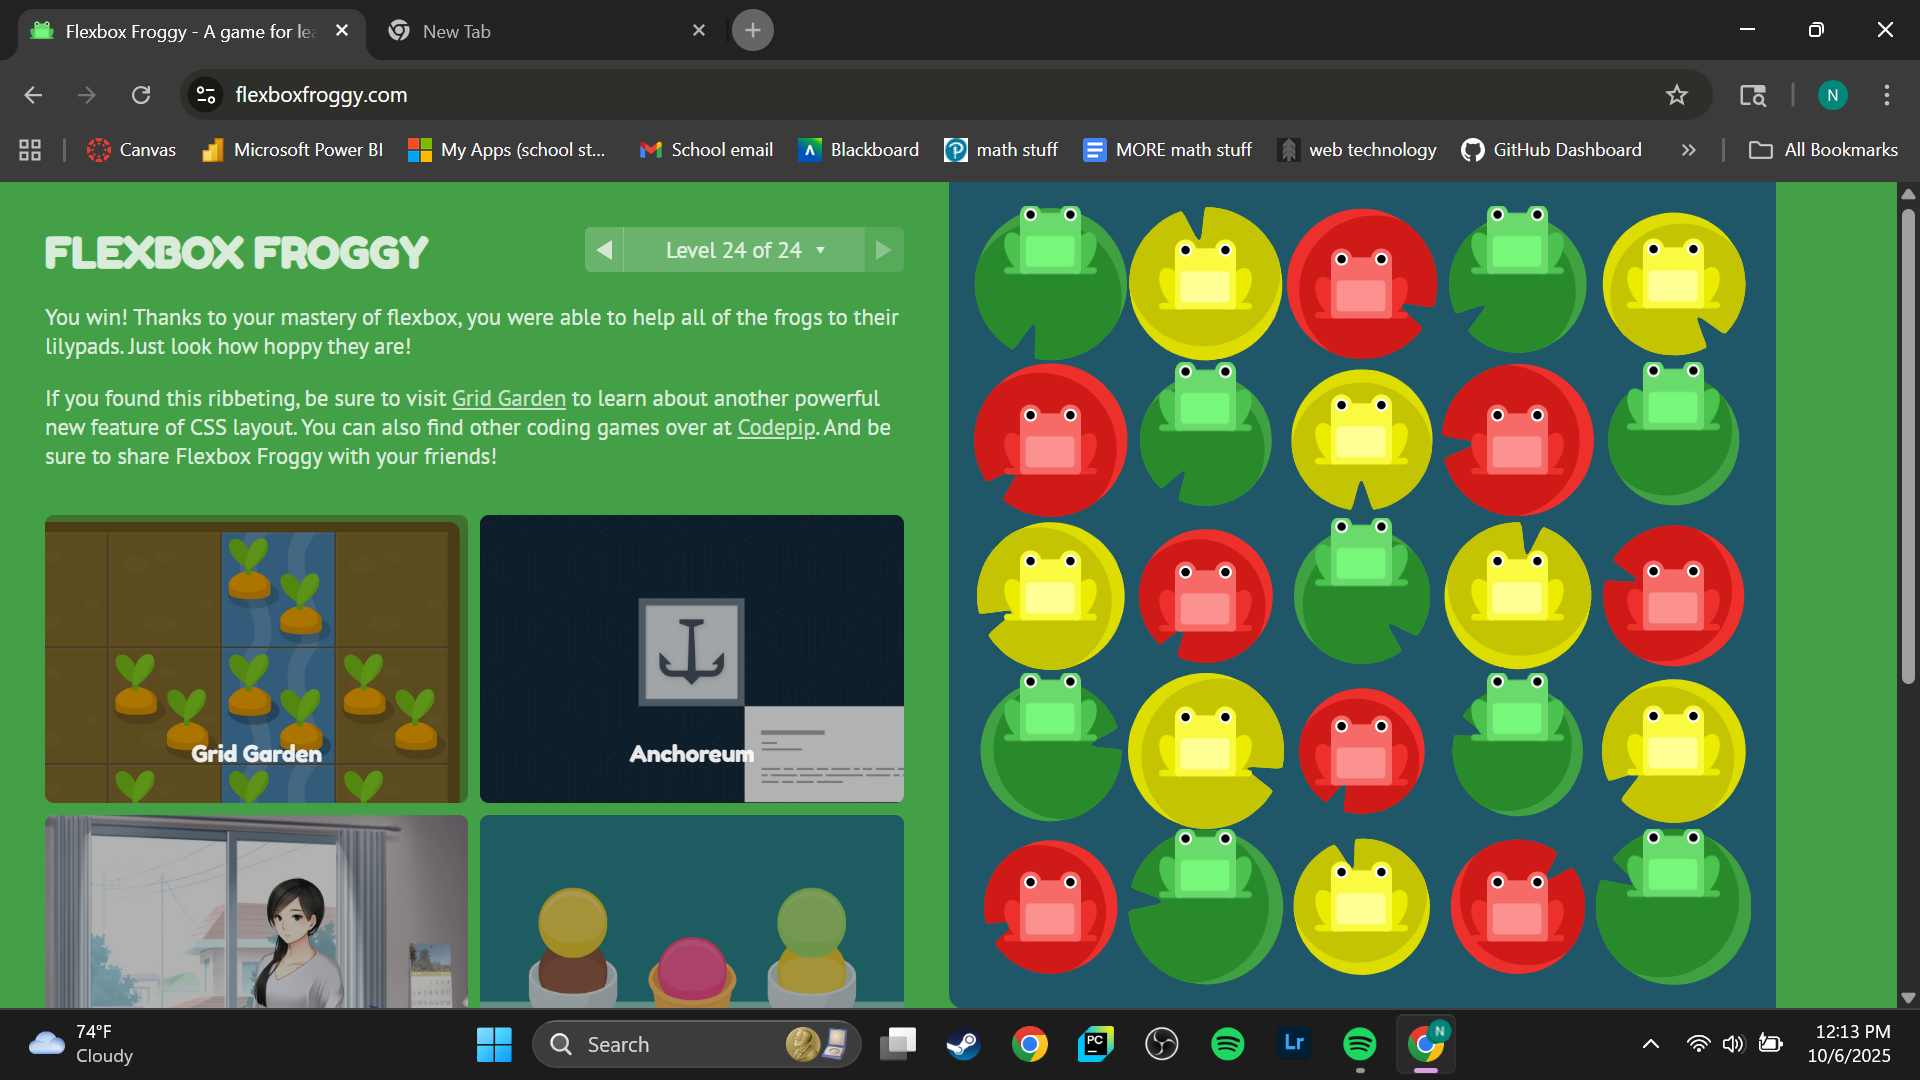 Flexbox Froggy - A game for lea
New Tab
flexboxfroggy.com
N
Canvas
Microsoft Power BI
My Apps (school st...
School email
Blackboard
math stuff
MORE math stuff
web technology
GitHub Dashboard
All Bookmarks
FLEXBOX FROGGY
Level 24 of 24
You win! Thanks to your mastery of flexbox, you were able to help all of the frogs to their
lilypads. Just look how hoppy they are!
If you found this ribbeting, be sure to visit Grid Garden to learn about another powerful
new feature of CSS layout. You can also find other coding games over at Codepip. And be
sure to share Flexbox Froggy with your friends!
Grid Garden
Anchoreum
74°F
Cloudy
Search
PC
Lr
N
12:13 PM
10/6/2025